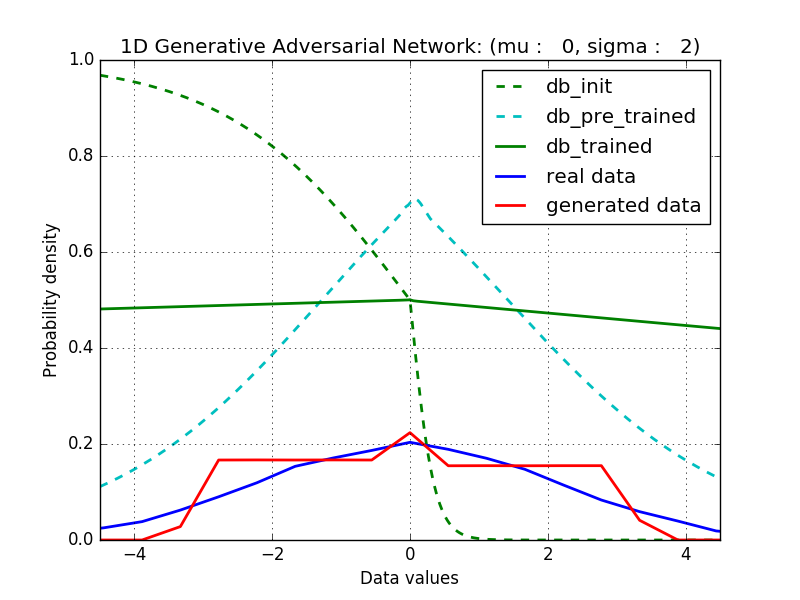 1D Generative Adversarial Network: (mu :   0, sigma :   2)
1.0
0.8
0.6
0.4
0.2
0.0
Probability density
db_init
db_pre_trained
db_trained
real data
generated data
−4 −2 0 2 4
Data values